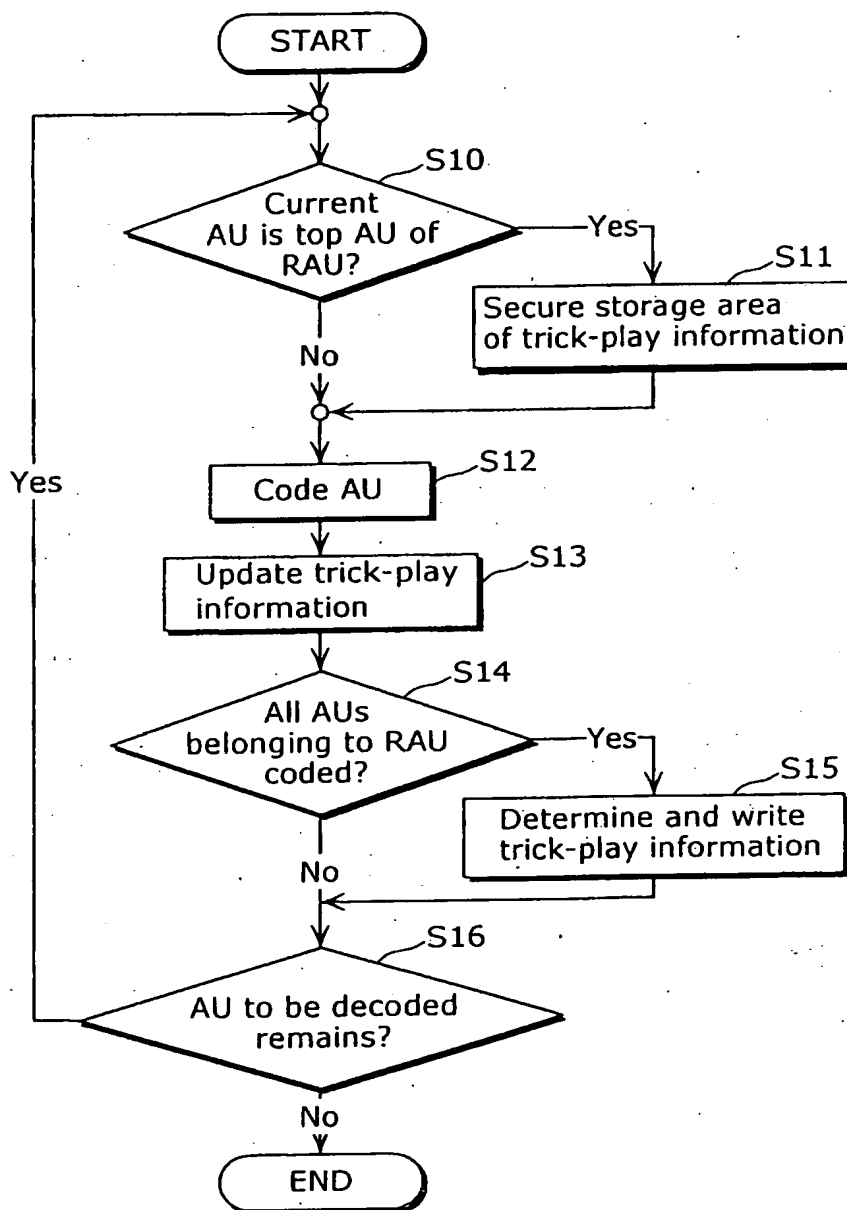 START
S10
Current
AU is top AU of
RAU?
Yes
S11
Secure storage area
of trick-play information
No
S12
Code AU
Yes
S13
Update trick-play
information
S14
All AUs
belonging to RAU
coded?
Yes
S15
Determine and write
trick-play information
No
S16
AU to be decoded
remains?
No
END